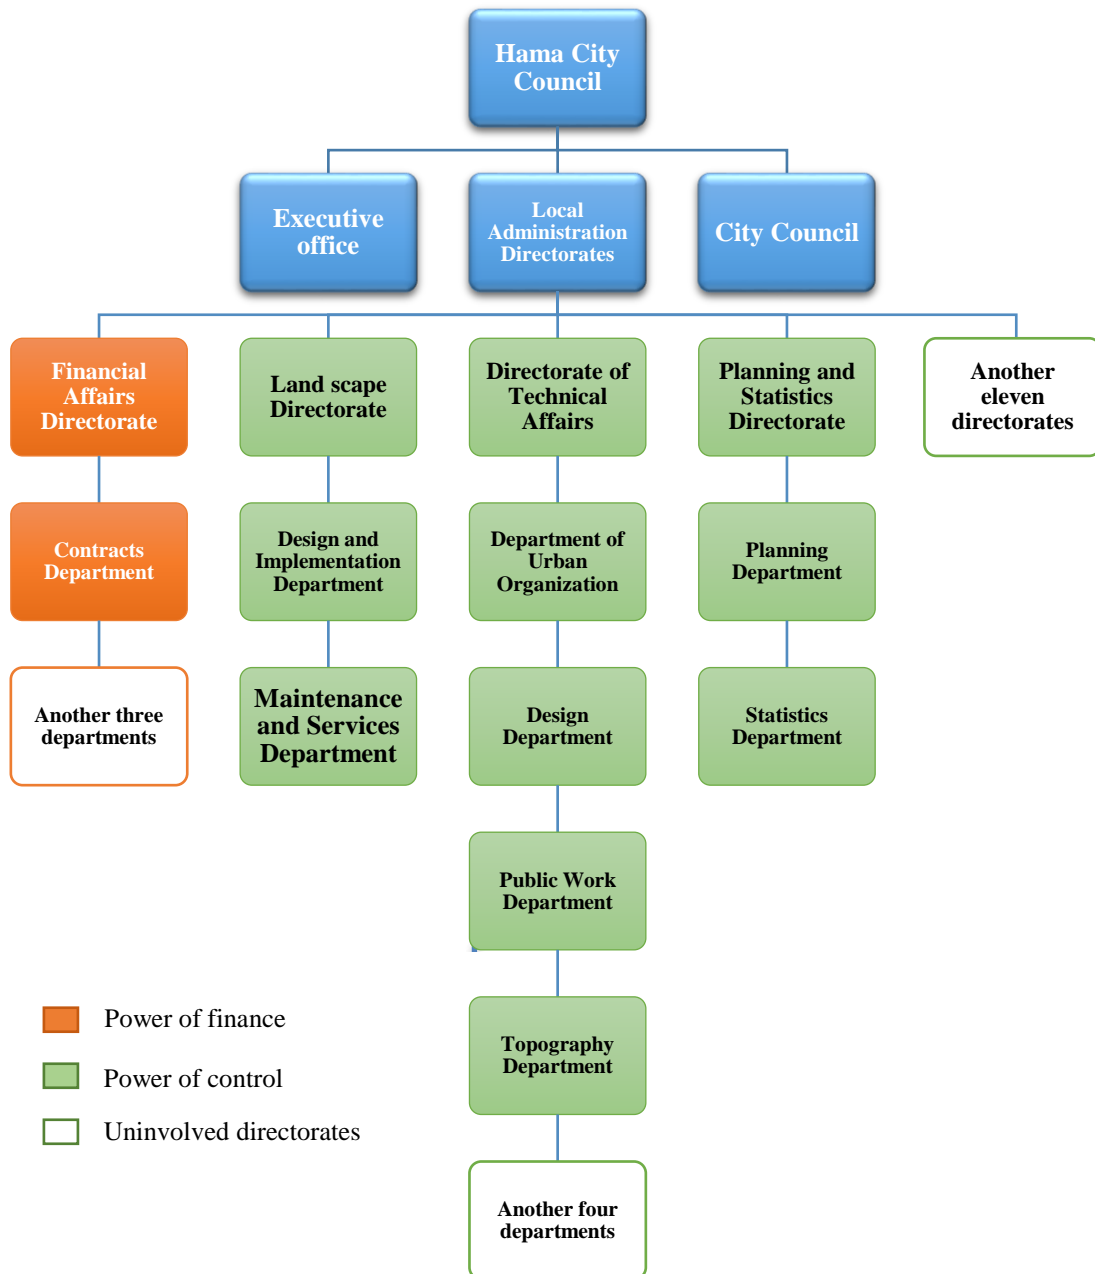 Hama City
Council
Executive
office
Local
Administration
Directorates
City Council
Financial
Affairs
Directorate
Land scape
Directorate
Directorate of
Technical
Affairs
Planning and
Statistics
Directorate
Another
eleven
directorates
Contracts
Department
Design and
Implementation
Department
Department of
Urban
Organization
Planning
Department
Another three
departments
Maintenance
and Services
Department
Design
Department
Statistics
Department
Public Work
Department
Topography
Department
Another four
departments
Power of finance
Power of control
Uninvolved directorates